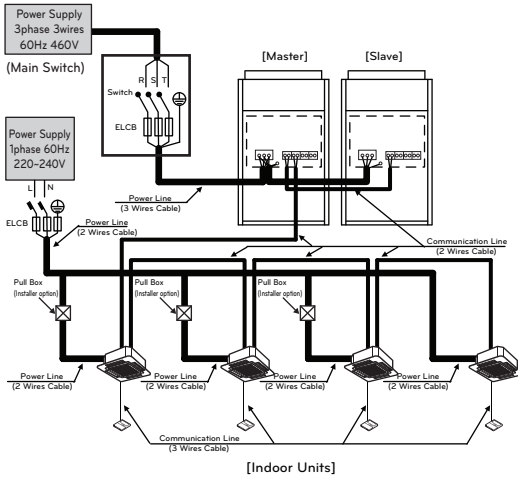 Power Supply
3phase 3wires
60Hz 460V
(Main Switch)
R S T
Switch
ELCB
[Master]
[Slave]
Power Supply
1phase 60Hz
220~240V
L N
ELCB
Power Line
(2 Wires Cable)
Power Line
(3 Wires Cable)
Communication Line
(2 Wires Cable)
Pull Box
(Installer option)
Pull Box
(Installer option)
Pull Box
(Installer option)
Power Line
(2 Wires Cable)
Power Line
(2 Wires Cable)
Power Line
(2 Wires Cable)
Power Line
(2 Wires Cable)
Communication Line
(3 Wires Cable)
[Indoor Units]